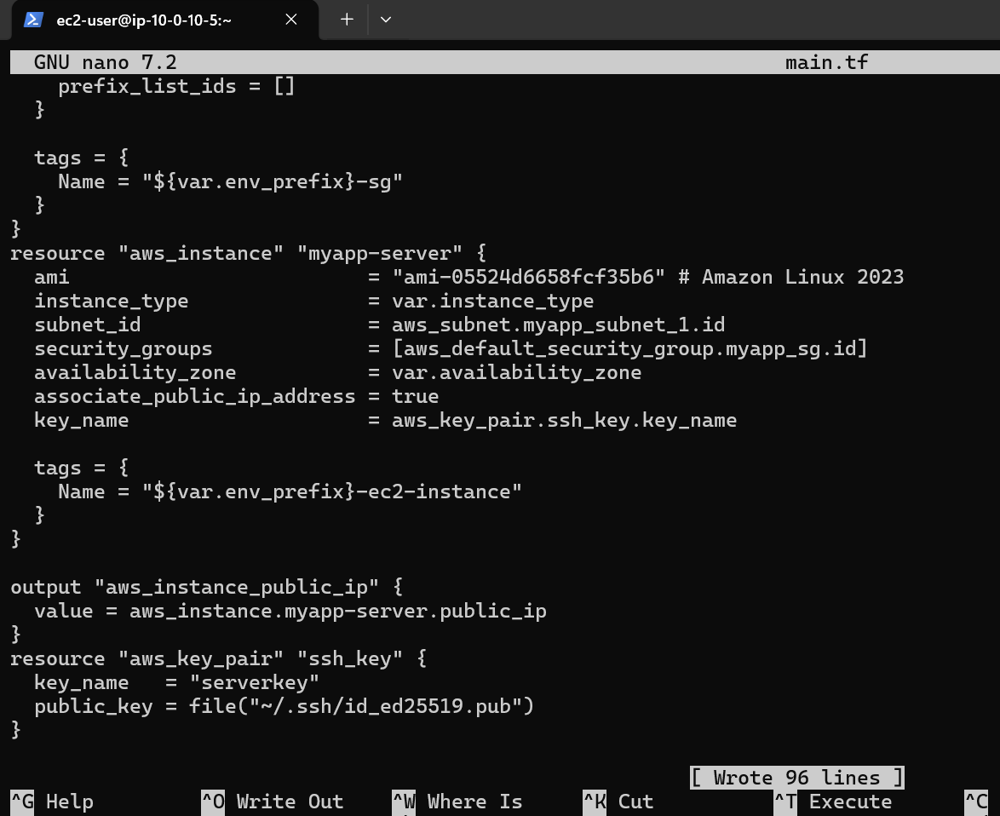 ec2-user@ip-10-0-10-5:~
GNU nano 7.2 main.tf
    prefix_list_ids = []
  }

  tags = {
    Name = "${var.env_prefix}-sg"
  }
}
resource "aws_instance" "myapp-server" {
  ami                         = "ami-05524d6658fcf35b6" # Amazon Linux 2023
  instance_type               = var.instance_type
  subnet_id                   = aws_subnet.myapp_subnet_1.id
  security_groups             = [aws_default_security_group.myapp_sg.id]
  availability_zone           = var.availability_zone
  associate_public_ip_address = true
  key_name                    = aws_key_pair.ssh_key.key_name

  tags = {
    Name = "${var.env_prefix}-ec2-instance"
  }
}

output "aws_instance_public_ip" {
  value = aws_instance.myapp-server.public_ip
}
resource "aws_key_pair" "ssh_key" {
  key_name   = "serverkey"
  public_key = file("~/.ssh/id_ed25519.pub")
}

[ Wrote 96 lines ]
^G Help ^O Write Out ^W Where Is ^K Cut ^T Execute ^C